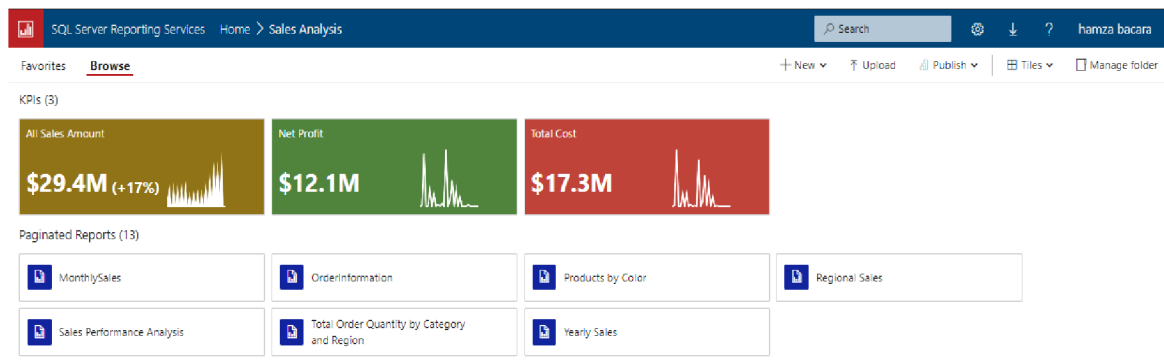 SQL Server Reporting Services Home > Sales Analysis Search ? hamza bacara
Favorites Browse New Upload Publish Tiles Manage folder
KPIs (3)
All Sales Amount Net Profit Total Cost
$29.4M (+17%) $12.1M $17.3M
Paginated Reports (13)
MonthlySales OrderInformation Products by Color Regional Sales
Sales Performance Analysis Total Order Quantity by Category
and Region Yearly Sales